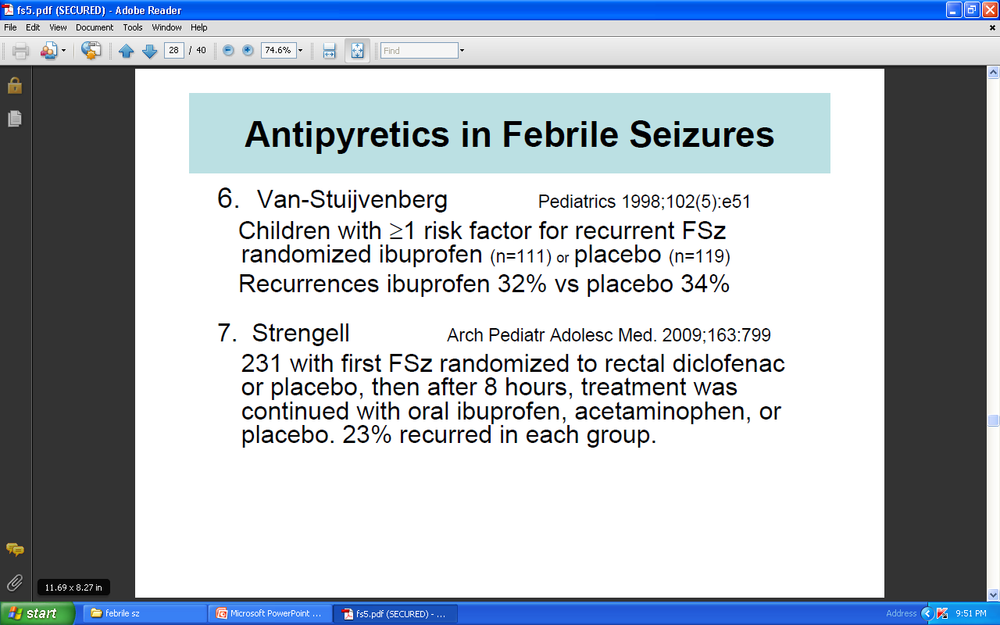 fs5.pdf (SECURED) - Adobe Reader
File Edit View Document Tools Window Help
28 / 40 74.6% Find
Antipyretics in Febrile Seizures
6. Van-Stuijvenberg Pediatrics 1998;102(5):e51
Children with ≥1 risk factor for recurrent FSz
randomized ibuprofen (n=111) or placebo (n=119)
Recurrences ibuprofen 32% vs placebo 34%
7. Strengell Arch Pediatr Adolesc Med. 2009;163:799
231 with first FSz randomized to rectal diclofenac
or placebo, then after 8 hours, treatment was
continued with oral ibuprofen, acetaminophen, or
placebo. 23% recurred in each group.
11.69 x 8.27 in
start febrile sz Microsoft PowerPoint ... fs5.pdf (SECURED) - ... Address 9:51 PM